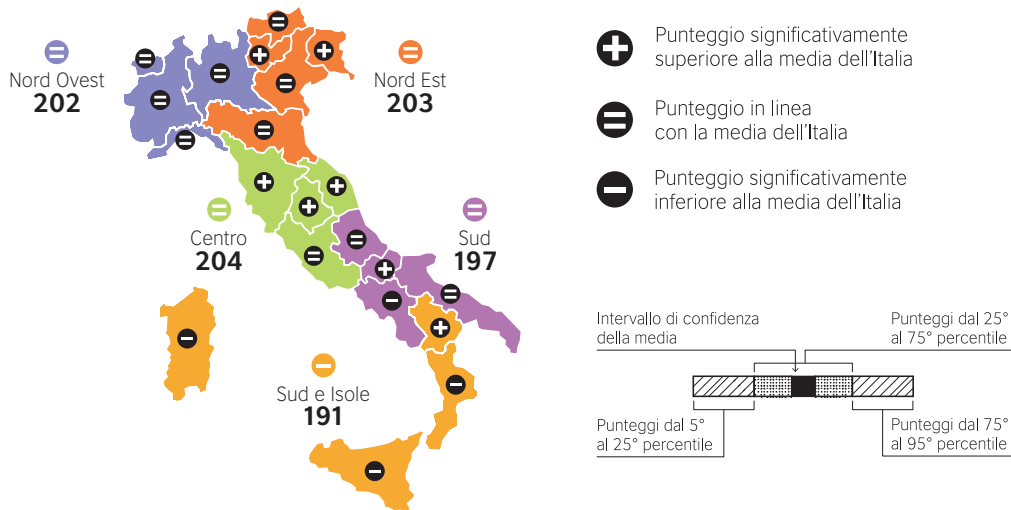 Nord Ovest
202
Nord Est
203
Centro
204
Sud
197
Sud e Isole
191
Punteggio significativamente
superiore alla media dell'Italia
Punteggio in linea
con la media dell'Italia
Punteggio significativamente
inferiore alla media dell'Italia
Intervallo di confidenza
della media
Punteggi dal 25°
al 75° percentile
Punteggi dal 5°
al 25° percentile
Punteggi dal 75°
al 95° percentile